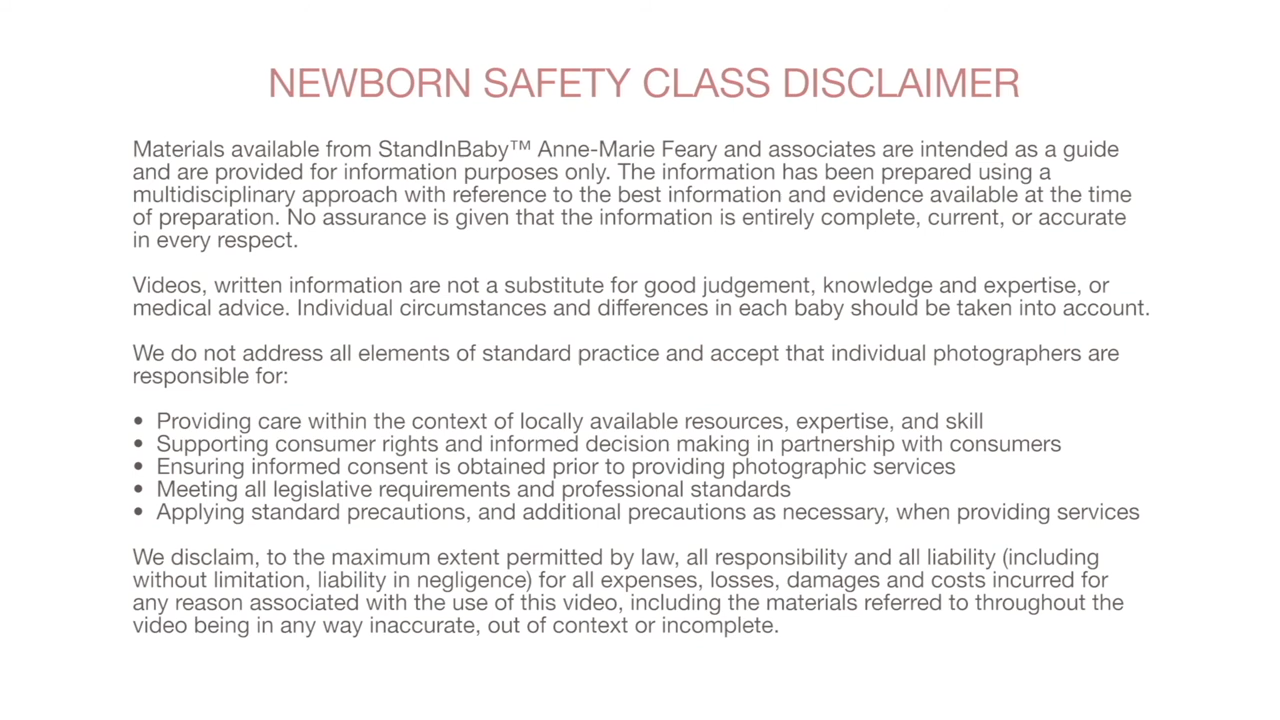 NEWBORN SAFETY CLASS DISCLAIMER
Materials available from StandInBaby™ Anne-Marie Feary and associates are intended as a guide
and are provided for information purposes only. The information has been prepared using a
multidisciplinary approach with reference to the best information and evidence available at the time
of preparation. No assurance is given that the information is entirely complete, current, or accurate
in every respect.
Videos, written information are not a substitute for good judgement, knowledge and expertise, or
medical advice. Individual circumstances and differences in each baby should be taken into account.
We do not address all elements of standard practice and accept that individual photographers are
responsible for:
• Providing care within the context of locally available resources, expertise, and skill
• Supporting consumer rights and informed decision making in partnership with consumers
• Ensuring informed consent is obtained prior to providing photographic services
• Meeting all legislative requirements and professional standards
• Applying standard precautions, and additional precautions as necessary, when providing services
We disclaim, to the maximum extent permitted by law, all responsibility and all liability (including
without limitation, liability in negligence) for all expenses, losses, damages and costs incurred for
any reason associated with the use of this video, including the materials referred to throughout the
video being in any way inaccurate, out of context or incomplete.